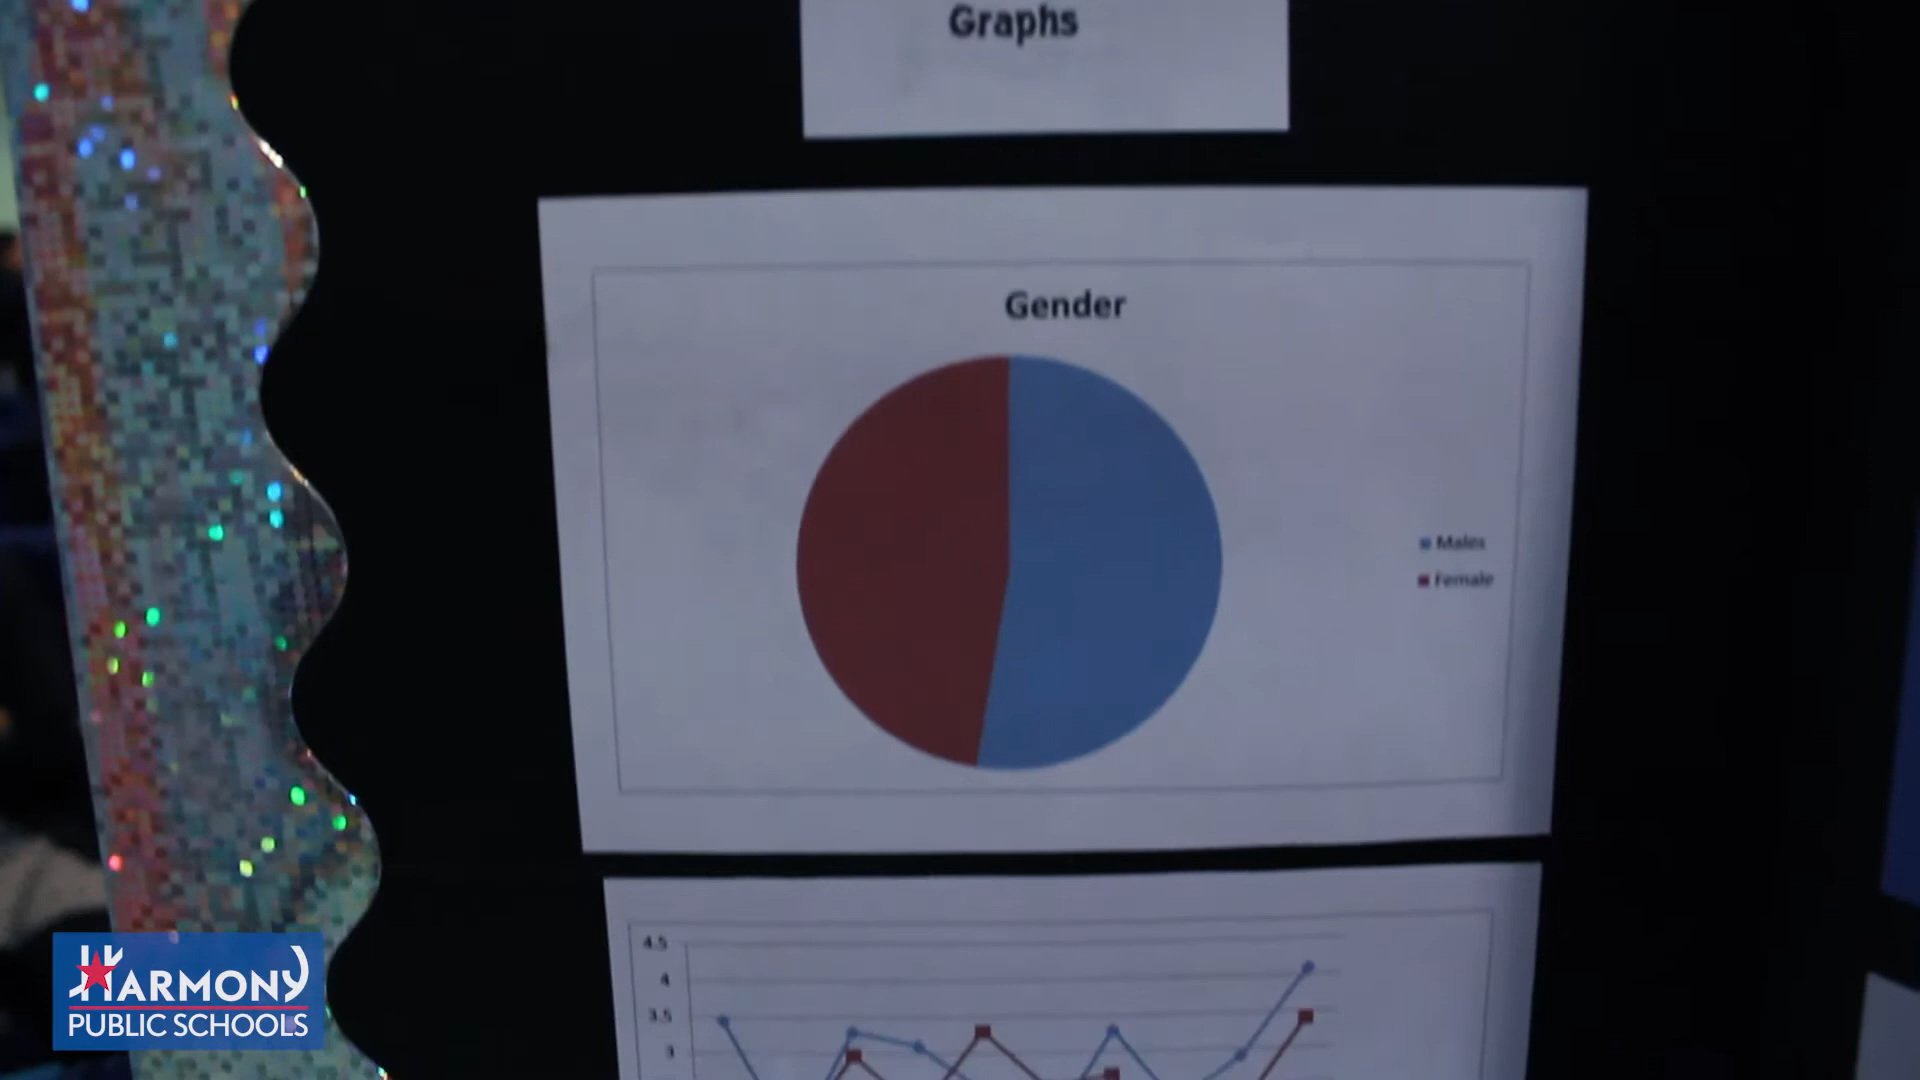 Graphs
Gender
Males
Female
4.5
4
3.5
3
HARMONY
PUBLIC SCHOOLS